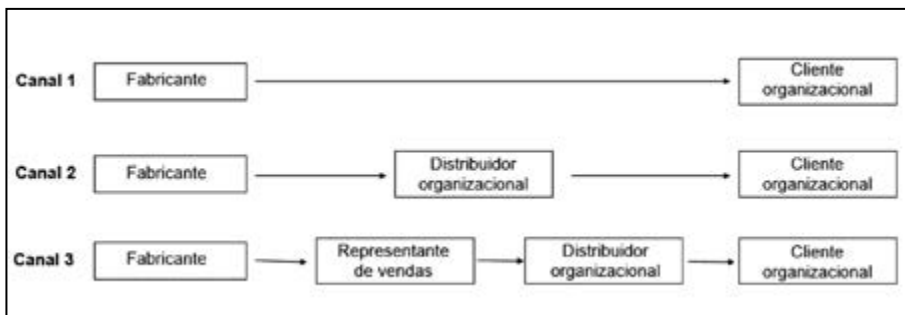 Canal 1
Fabricante
Cliente
organizacional
Canal 2
Fabricante
Distribuidor
organizacional
Cliente
organizacional
Canal 3
Fabricante
Representante
de vendas
Distribuidor
organizacional
Cliente
organizacional